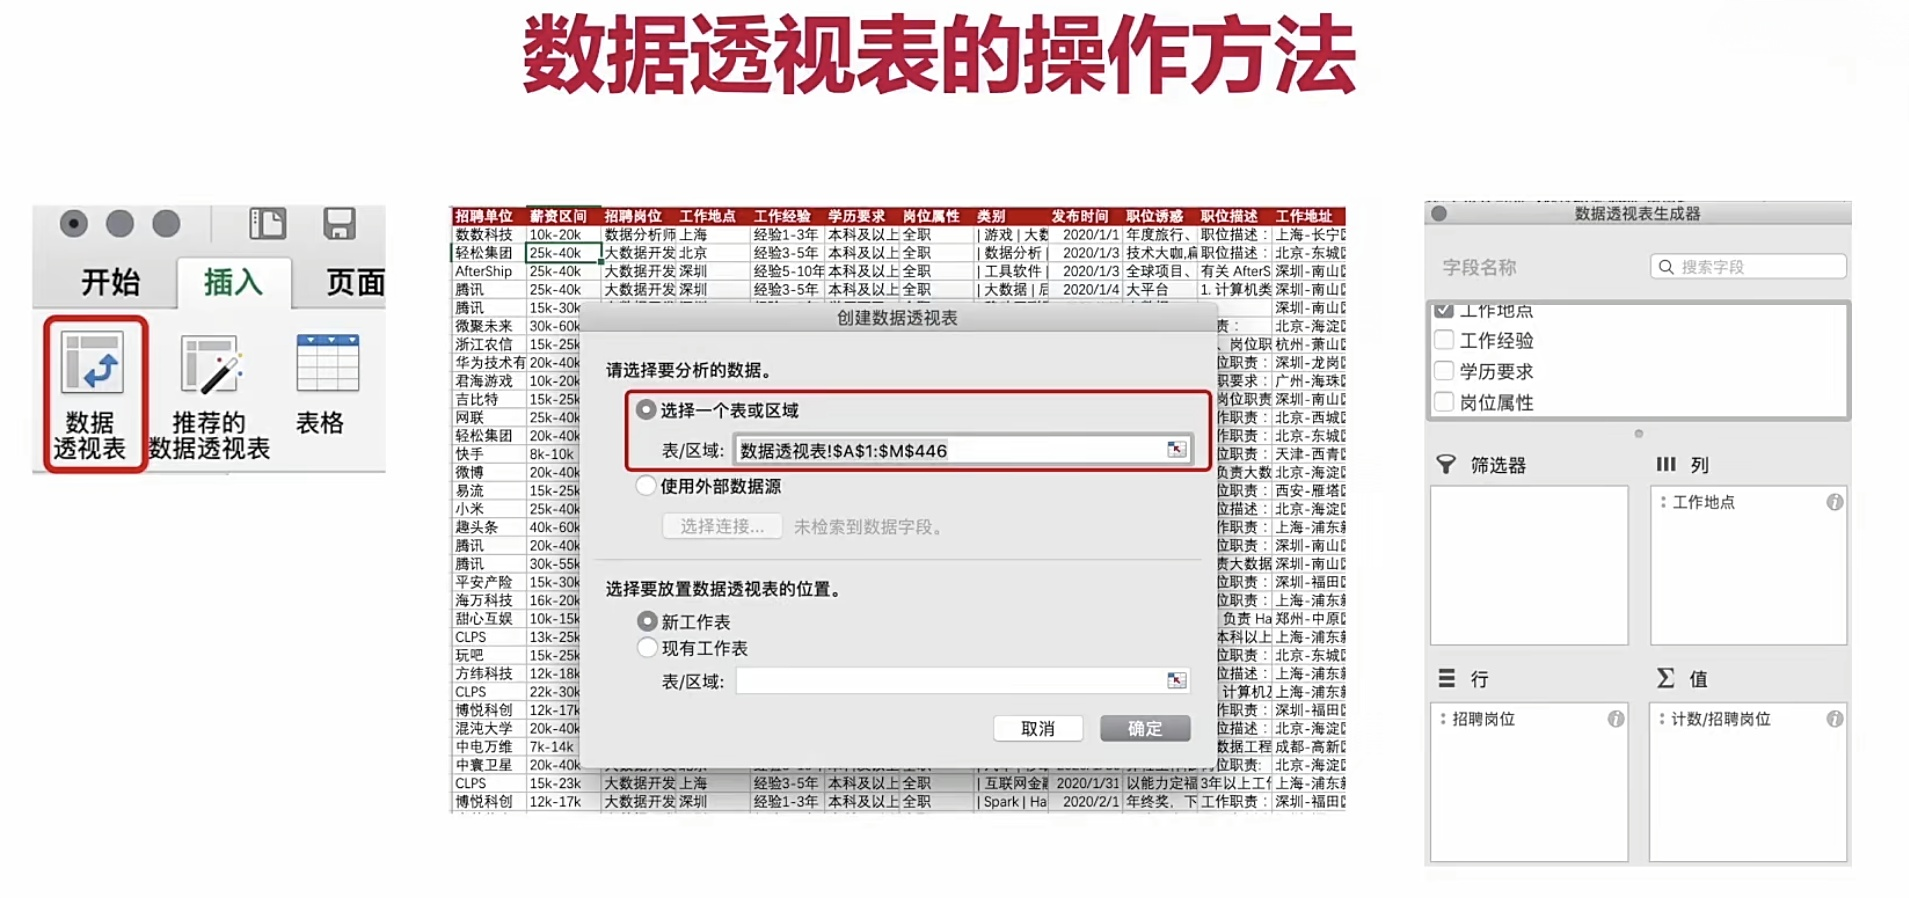 数据透视表的操作方法
开始 插入 页面
数据
透视表
推荐的
数据透视表
表格
招聘单位 薪资区间 招聘岗位 工作地点 工作经验 学历要求 岗位属性 类别 发布时间 职位诱惑 职位描述 工作地址
数数科技 10k-20k 数据分析师 上海 经验1-3年 本科及以上 全职 | 游戏 | 大数 2020/1/1 年度旅行、 职位描述： 上海-长宁
轻松集团 25k-40k 大数据开发 北京 经验3-5年 本科及以上 全职 | 数据分析 | 2020/1/3 技术大咖, 职位描述： 北京-东城
AfterShip 25k-40k 大数据开发 深圳 经验5-10年 本科及以上 全职 | 工具软件 | 2020/1/3 全球项目、 有关 AfterS 深圳-南山
腾讯 25k-40k 大数据开发 深圳 经验3-5年 本科及以上 全职 | 大数据 | 2020/1/4 大平台 1. 计算机类 深圳-南山
腾讯 15k-30k 深圳-南山
微聚未来 30k-60k 责： 北京-海淀
浙江农信 15k-25k 、岗位职 杭州-萧山
华为技术有 20k-40k 位职责： 深圳-龙岗
君海游戏 10k-20k 职要求： 广州-海珠
吉比特 15k-25k 岗位职责 深圳-南山
网联 25k-40k 作职责： 北京-西城
轻松集团 20k-40k 位职责： 北京-东城
快手 8k-10k 位职责： 天津-西青
微博 20k-40k 负责大数 北京-海淀
易流 15k-25k 位职责： 西安-雁塔
小米 25k-40k 位描述： 北京-海淀
趣头条 40k-60k 作职责： 上海-浦东
腾讯 20k-40k 位职责： 深圳-南山
腾讯 30k-55k 责大数据 深圳-南山
平安产险 15k-30k 位职责： 深圳-福田
海万科技 16k-20k 位职责： 上海-浦东
甜心互娱 10k-15k 负责 Ha 郑州-中原
CLPS 13k-25k 本科以上 上海-浦东
玩吧 15k-25k 位职责： 北京-东城
方纬科技 12k-18k 位描述： 上海-浦东
CLPS 22k-30k 计算机 上海-浦东
博悦科创 12k-17k 作职责： 深圳-福田
混沌大学 20k-40k 位描述： 北京-海淀
中电万维 7k-14k 数据工程 成都-高新
中寰卫星 20k-40k 位职责: 北京-海淀
CLPS 15k-23k 大数据开发 上海 经验3-5年 本科及以上 全职 | 互联网金 2020/1/31 以能力定福 3年以上工 上海-浦东
博悦科创 12k-17k 大数据开发 深圳 经验1-3年 本科及以上 全职 | Spark | Ha 2020/2/1 年终奖，下 工作职责： 深圳-福田
创建数据透视表
请选择要分析的数据。
选择一个表或区域
表/区域: 数据透视表!$A$1:$M$446
使用外部数据源
选择连接... 未检索到数据字段。
选择要放置数据透视表的位置。
新工作表
现有工作表
表/区域:
取消 确定
数据透视表生成器
字段名称 搜索字段
工作地点
工作经验
学历要求
岗位属性
筛选器 列
工作地点
行 值
招聘岗位 计数/招聘岗位